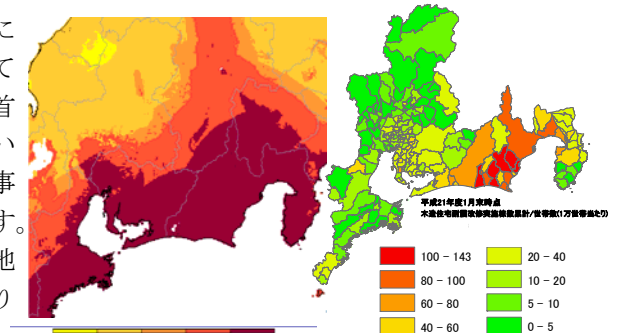 に
て
首
い
事
す。
地
り
平成21年度1月末時点
木造住宅耐震改修実施棟数累計/世帯数(1万世帯当たり)
100 - 143
20 - 40
80 - 100
10 - 20
60 - 80
5 - 10
40 - 60
0 - 5